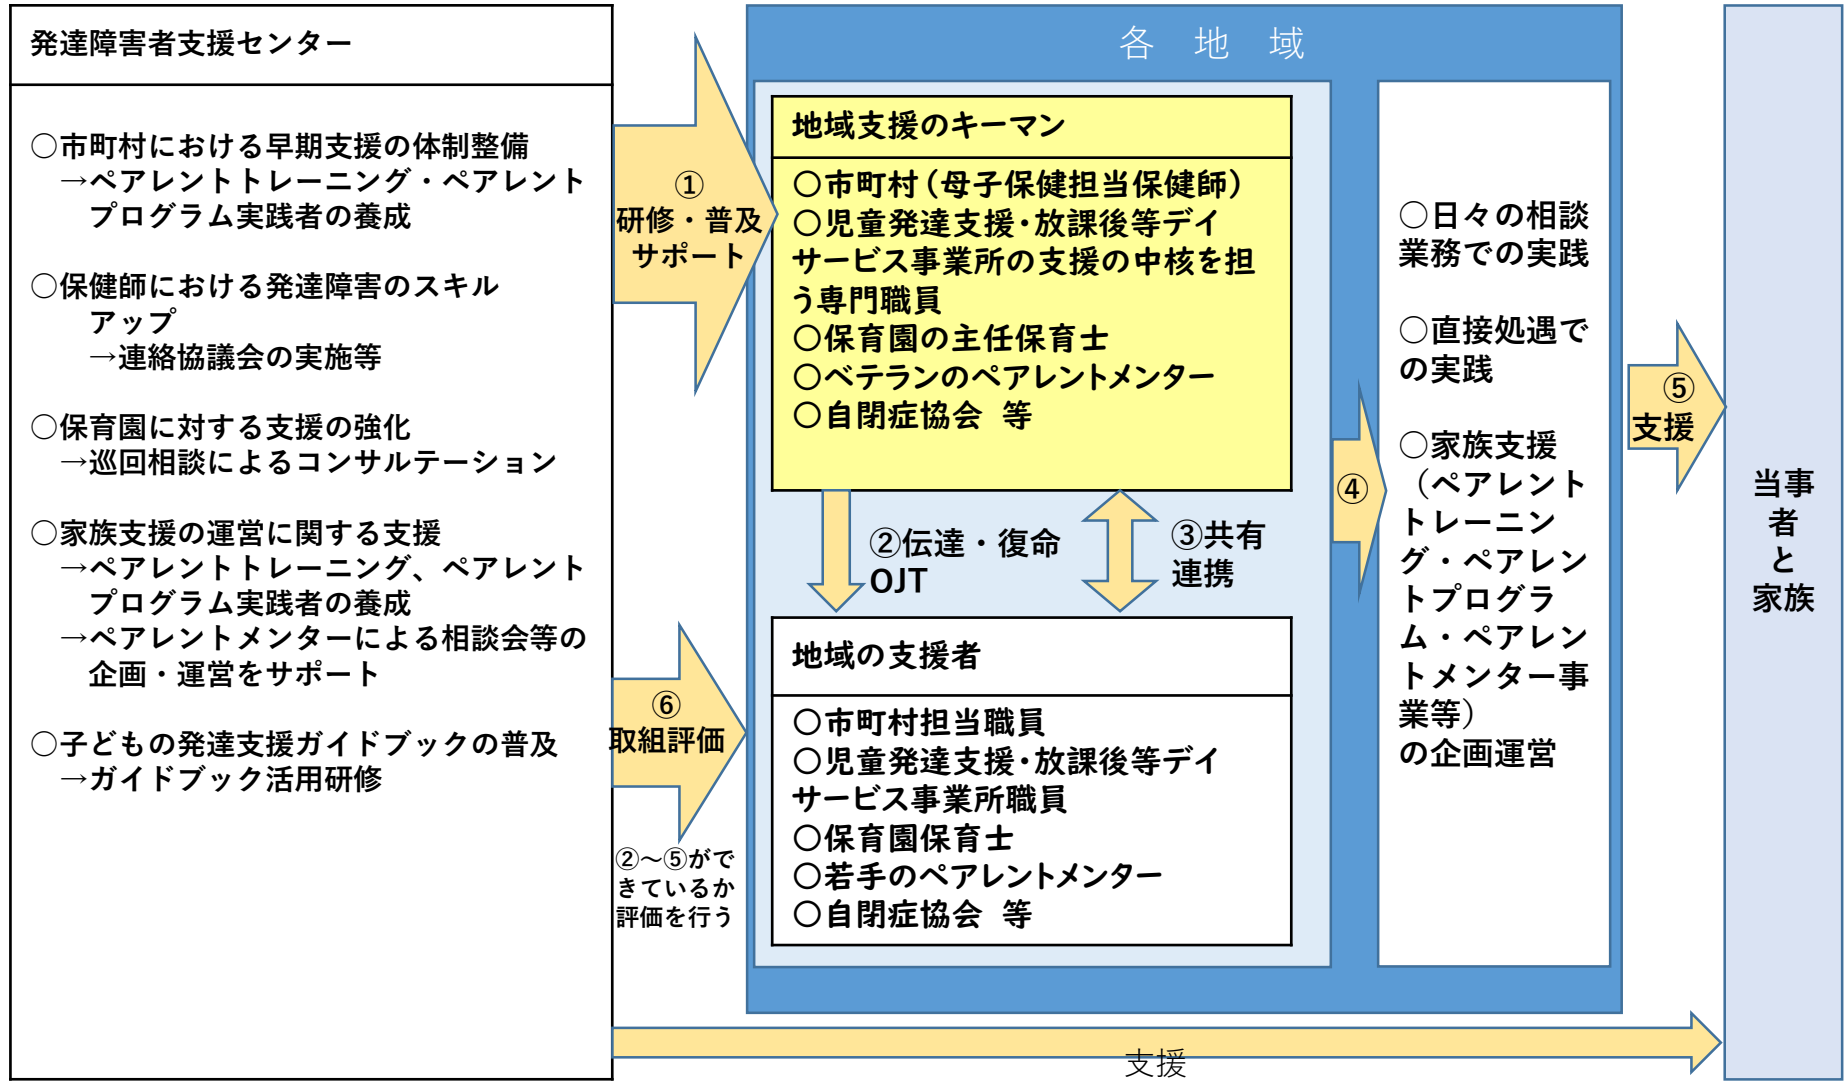 発達障害者支援センター
○市町村における早期支援の体制整備
→ペアレントトレーニング・ペアレント
プログラム実践者の養成
○保健師における発達障害のスキル
アップ
→連絡協議会の実施等
○保育園に対する支援の強化
→巡回相談によるコンサルテーション
○家族支援の運営に関する支援
→ペアレントトレーニング、ペアレント
プログラム実践者の養成
→ペアレントメンターによる相談会等の
企画・運営をサポート
○子どもの発達支援ガイドブックの普及
→ガイドブック活用研修
①
研修・普及
サポート
⑥
取組評価
②～⑤がで
きているか
評価を行う
各 地 域
地域支援のキーマン
○市町村（母子保健担当保健師）
○児童発達支援・放課後等デイ
サービス事業所の支援の中核を担
う専門職員
○保育園の主任保育士
○ベテランのペアレントメンター
○自閉症協会 等
②伝達・復命
OJT
③共有
連携
地域の支援者
○市町村担当職員
○児童発達支援・放課後等デイ
サービス事業所職員
○保育園保育士
○若手のペアレントメンター
○自閉症協会 等
④
○日々の相談
業務での実践
○直接処遇で
の実践
○家族支援
（ペアレント
トレーニン
グ・ペアレン
トプログラ
ム・ペアレン
トメンター事
業等）
の企画運営
⑤
支援
当事
者
と
家族
支援